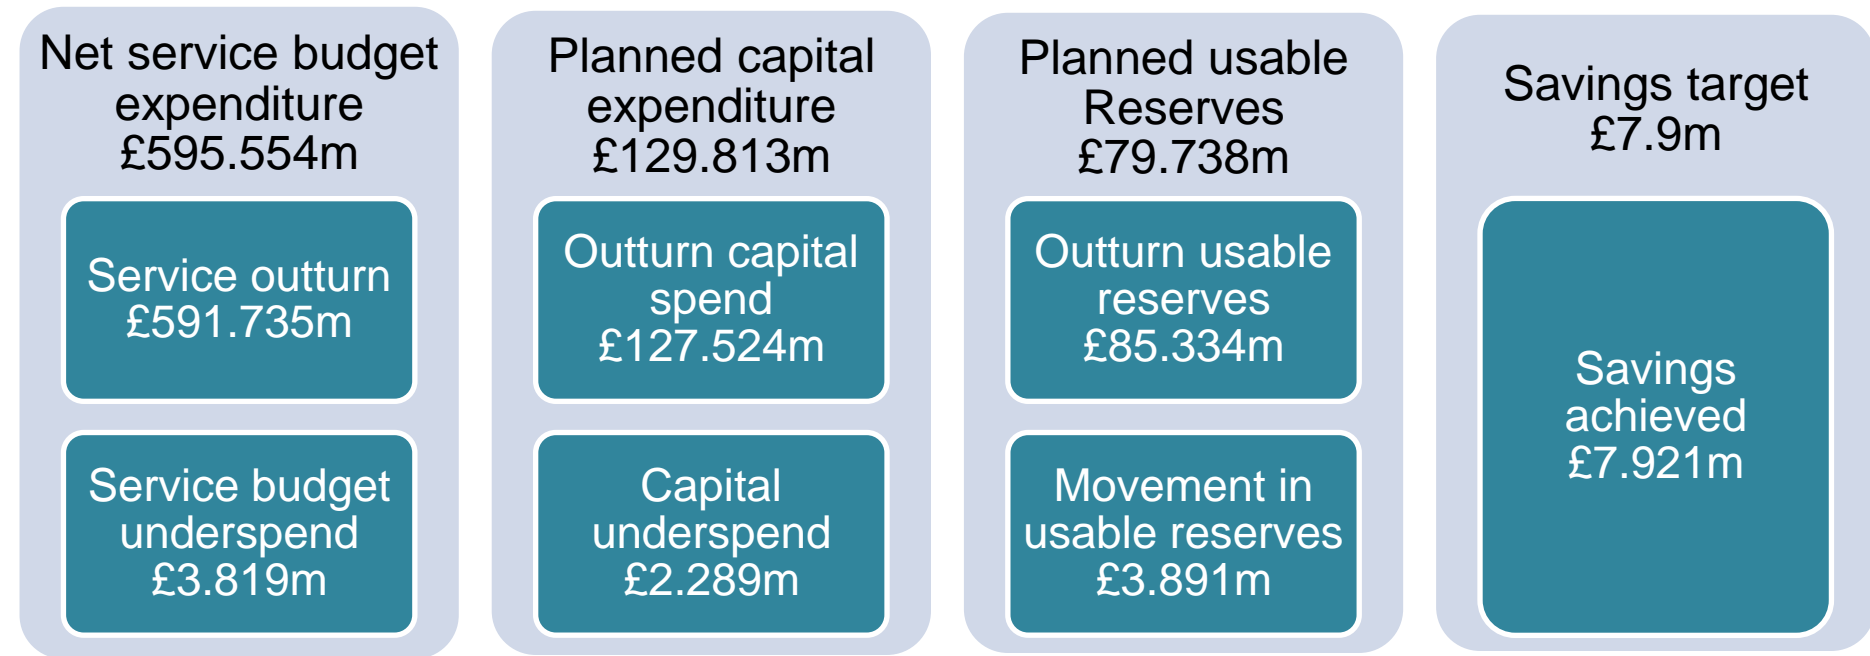 Net service budget
expenditure
£595.554m
Service outturn
£591.735m
Service budget
underspend
£3.819m
Planned capital
expenditure
£129.813m
Outturn capital
spend
£127.524m
Capital
underspend
£2.289m
Planned usable
Reserves
£79.738m
Outturn usable
reserves
£85.334m
Movement in
usable reserves
£3.891m
Savings target
£7.9m
Savings
achieved
£7.921m